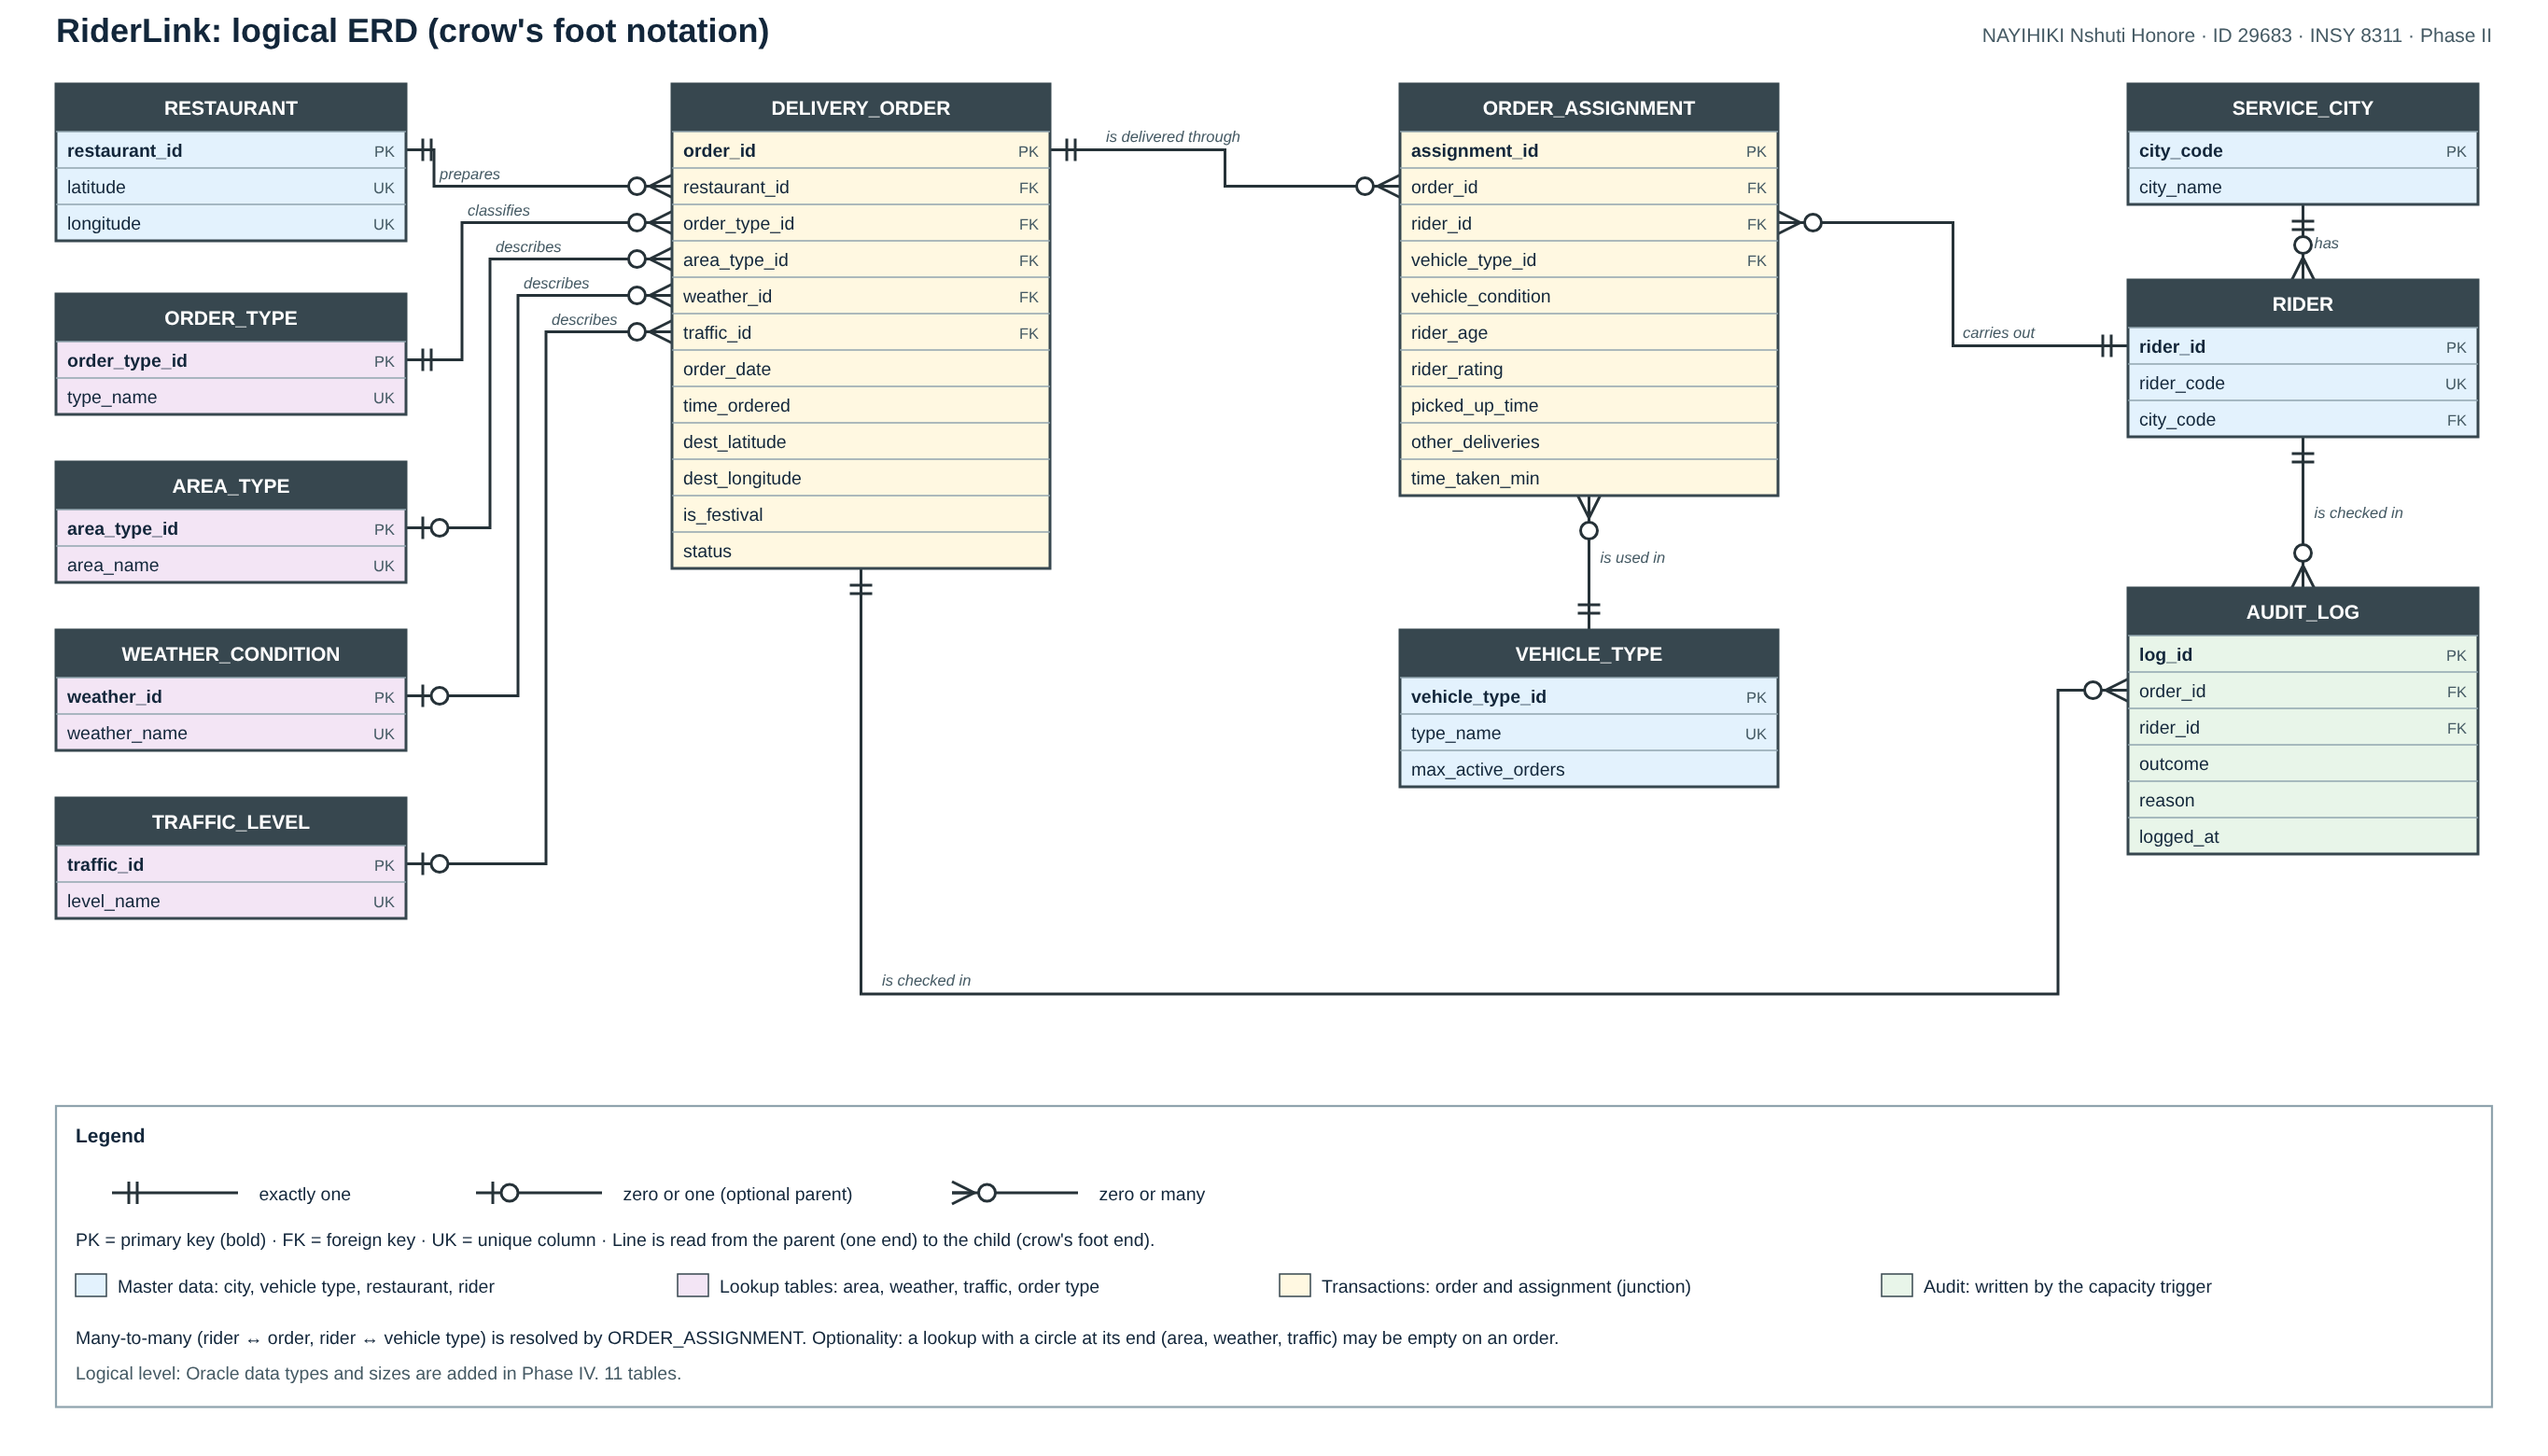 RiderLink: logical ERD (crow's foot notation)
NAYIHIKI Nshuti Honore · ID 29683 · INSY 8311 · Phase II
RESTAURANT
restaurant_id PK
latitude UK
longitude UK
ORDER_TYPE
order_type_id PK
type_name UK
AREA_TYPE
area_type_id PK
area_name UK
WEATHER_CONDITION
weather_id PK
weather_name UK
TRAFFIC_LEVEL
traffic_id PK
level_name UK
prepares
classifies
describes
describes
describes
DELIVERY_ORDER
order_id PK
restaurant_id FK
order_type_id FK
area_type_id FK
weather_id FK
traffic_id FK
order_date
time_ordered
dest_latitude
dest_longitude
is_festival
status
is delivered through
is checked in
ORDER_ASSIGNMENT
assignment_id PK
order_id FK
rider_id FK
vehicle_type_id FK
vehicle_condition
rider_age
rider_rating
picked_up_time
other_deliveries
time_taken_min
is used in
VEHICLE_TYPE
vehicle_type_id PK
type_name UK
max_active_orders
carries out
SERVICE_CITY
city_code PK
city_name
has
RIDER
rider_id PK
rider_code UK
city_code FK
is checked in
AUDIT_LOG
log_id PK
order_id FK
rider_id FK
outcome
reason
logged_at
Legend
exactly one
zero or one (optional parent)
zero or many
PK = primary key (bold) · FK = foreign key · UK = unique column · Line is read from the parent (one end) to the child (crow's foot end).
Master data: city, vehicle type, restaurant, rider
Lookup tables: area, weather, traffic, order type
Transactions: order and assignment (junction)
Audit: written by the capacity trigger
Many-to-many (rider ↔ order, rider ↔ vehicle type) is resolved by ORDER_ASSIGNMENT. Optionality: a lookup with a circle at its end (area, weather, traffic) may be empty on an order.
Logical level: Oracle data types and sizes are added in Phase IV. 11 tables.